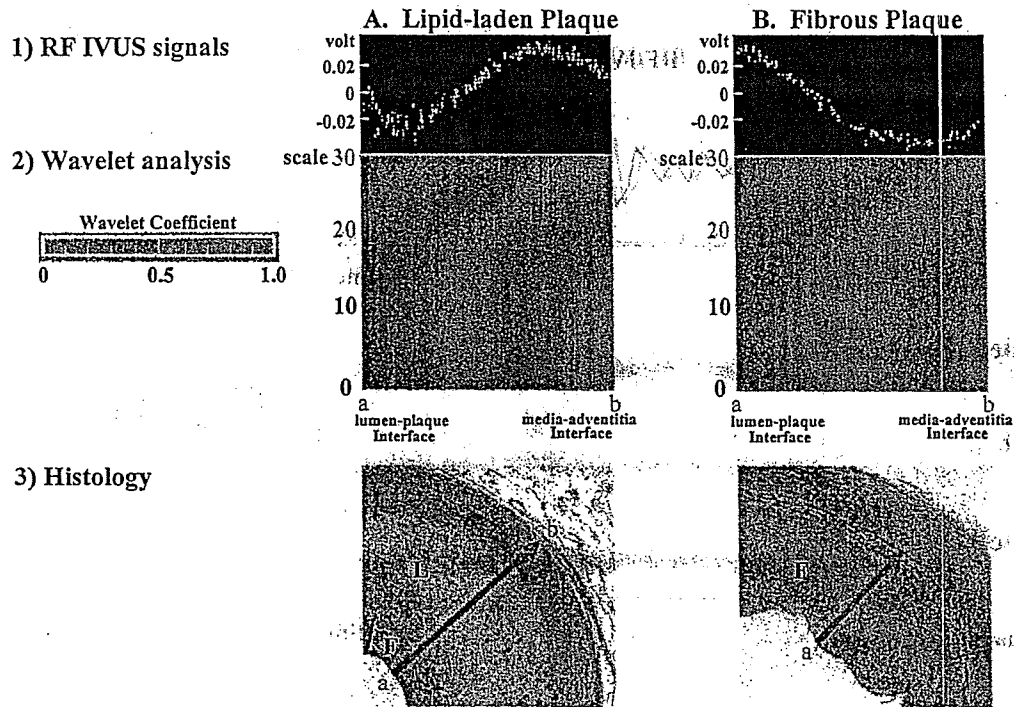 A. Lipid-laden Plaque
B. Fibrous Plaque
1) RF IVUS signals
volt
0.02
0
-0.02
volt
0.02
0
-0.02
2) Wavelet analysis
scale 30
20
10
0
scale 30
20
10
0
Wavelet Coefficient
0 0.5 1.0
a b
lumen-plaque Interface
media-adventitia Interface
a b
lumen-plaque Interface
media-adventitia Interface
3) Histology
b
L
F
a
F
a